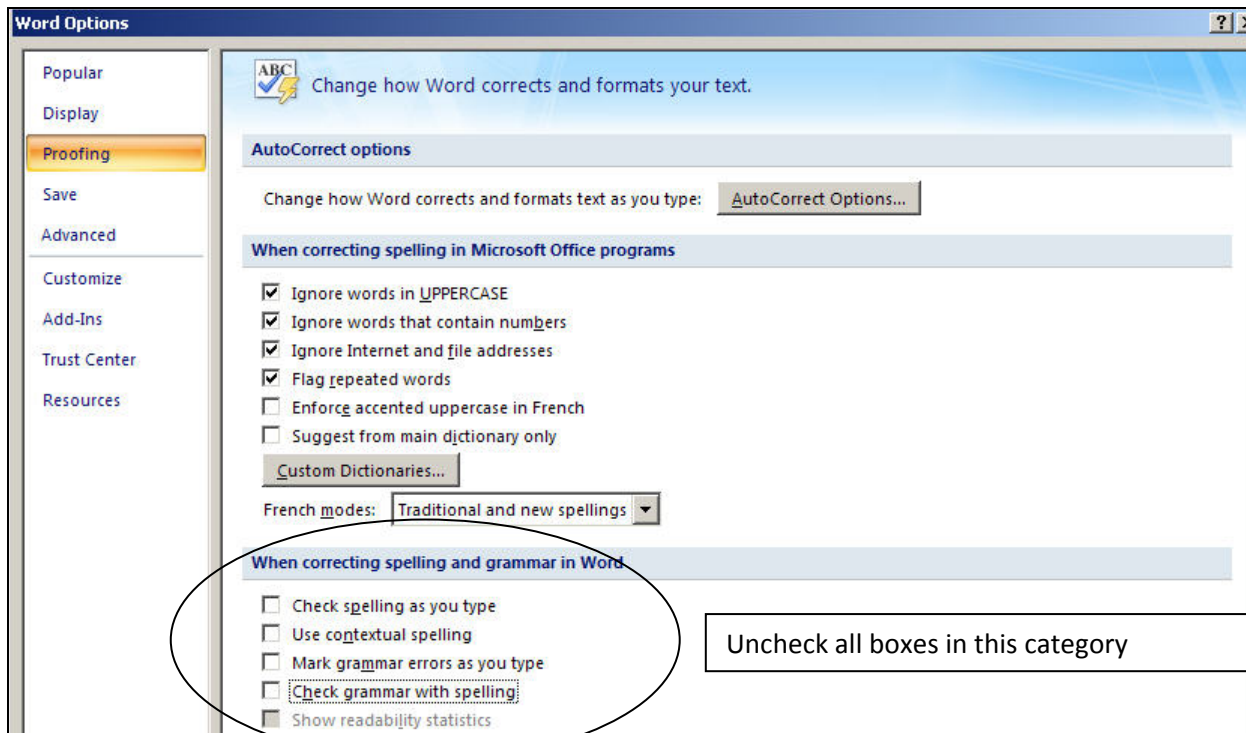 Word Options
Popular
Display
Proofing
Save
Advanced
Customize
Add-Ins
Trust Center
Resources
ABC
Change how Word corrects and formats your text.
AutoCorrect options
Change how Word corrects and formats text as you type: AutoCorrect Options...
When correcting spelling in Microsoft Office programs
Ignore words in UPPERCASE
Ignore words that contain numbers
Ignore Internet and file addresses
Flag repeated words
Enforce accented uppercase in French
Suggest from main dictionary only
Custom Dictionaries...
French modes: Traditional and new spellings
When correcting spelling and grammar in Word
Check spelling as you type
Use contextual spelling
Mark grammar errors as you type
Check grammar with spelling
Show readability statistics
Uncheck all boxes in this category